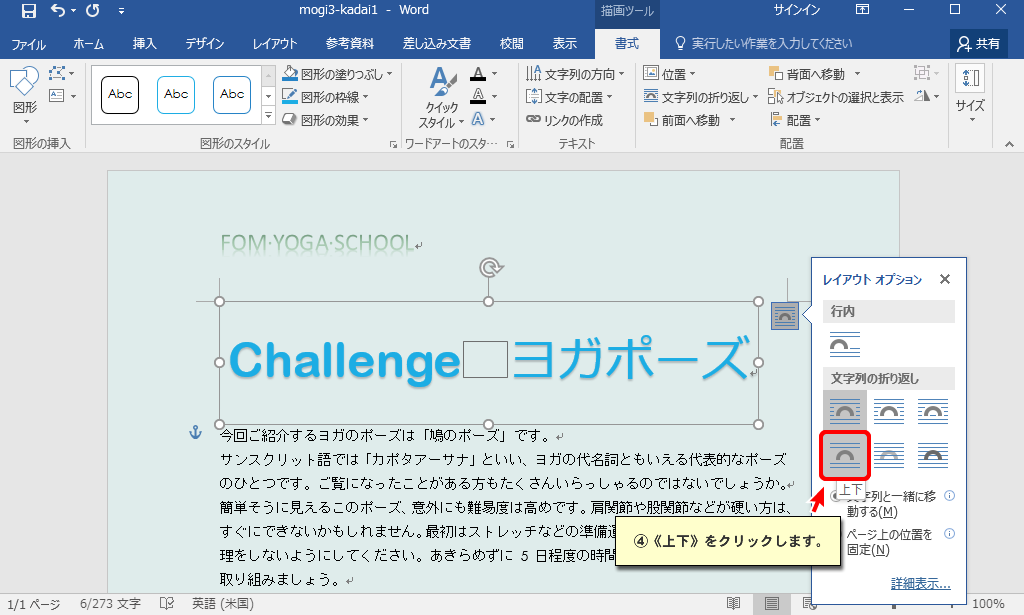 mogi3-kadai1 - Word
描画ツール
サインイン
ファイル ホーム 挿入 デザイン レイアウト 参考資料 差し込み文書 校閲 表示 書式 実行したい作業を入力してください 共有
図形
Abc Abc Abc
図形の塗りつぶし
図形の枠線
図形の効果
クイック
スタイル
文字列の方向
文字の配置
リンクの作成
位置
文字列の折り返し
前面へ移動
背面へ移動
オブジェクトの選択と表示
配置
サイズ
図形の挿入 図形のスタイル ワードアートのスタ… テキスト 配置
FOM·YOGA·SCHOOL
Challenge□ヨガポーズ
今回ご紹介するヨガのポーズは「鳩のポーズ」です。
サンスクリット語では「カポタアーサナ」といい、ヨガの代名詞ともいえる代表的なポーズ
のひとつです。ご覧になったことがある方もたくさんいらっしゃるのではないでしょうか。
簡単そうに見えるこのポーズ、意外にも難易度は高めです。肩関節や股関節などが硬い方は、
すぐにできないかもしれません。最初はストレッチなどの準備運
理をしないようにしてください。あきらめずに 5 日程度の時間
取り組みましょう。
レイアウト オプション
行内
文字列の折り返し
上下
文字列と一緒に移
動する(M)
ページ上の位置を
固定(N)
詳細表示...
④《上下》をクリックします。
1/1 ページ 6/273 文字 英語 (米国) 100%